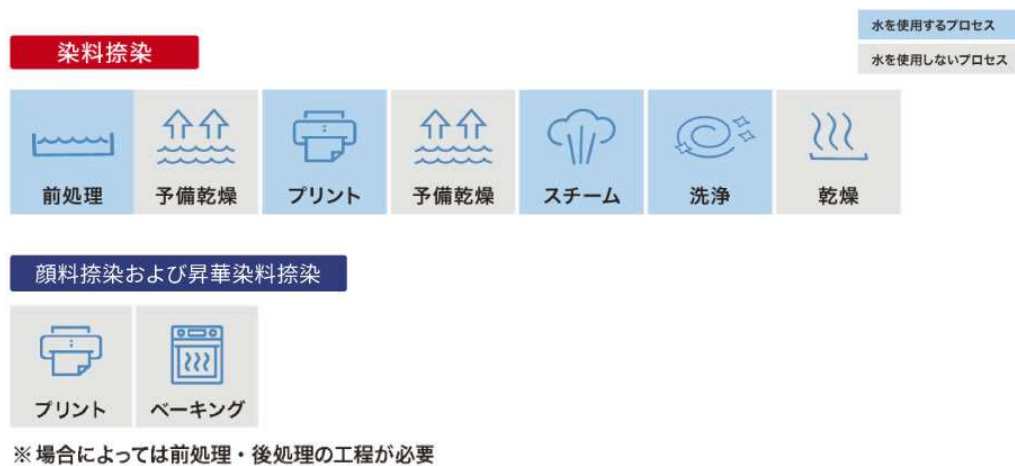 水を使用するプロセス
水を使用しないプロセス
染料捺染
前処理
予備乾燥
プリント
予備乾燥
スチーム
洗浄
乾燥
顔料捺染および昇華染料捺染
プリント
ベーキング
※場合によっては前処理・後処理の工程が必要